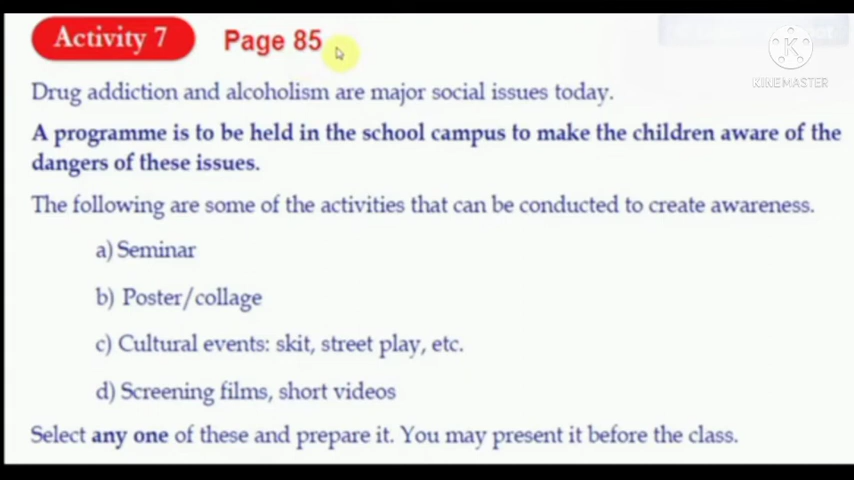 Activity 7
Page 85
KINEMASTER
Drug addiction and alcoholism are major social issues today.
A programme is to be held in the school campus to make the children aware of the
dangers of these issues.
The following are some of the activities that can be conducted to create awareness.
a) Seminar
b) Poster/collage
c) Cultural events: skit, street play, etc.
d) Screening films, short videos
Select any one of these and prepare it. You may present it before the class.